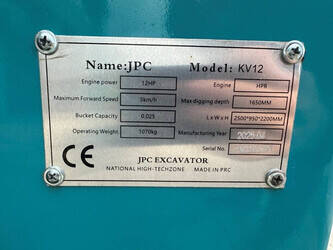 Name:JPC Model: KV12
Engine power 12HP Engine HPB
Maximum Forward Speed 3km/h Max digging depth 1650MM
Bucket Capacity 0.025 L x W x H 2500*950*2200MM
Operating Weight 1070kg Manufacturing Year
Serial No.
CE JPC EXCAVATOR
NATIONAL HIGH-TECHZONE MADE IN PRC